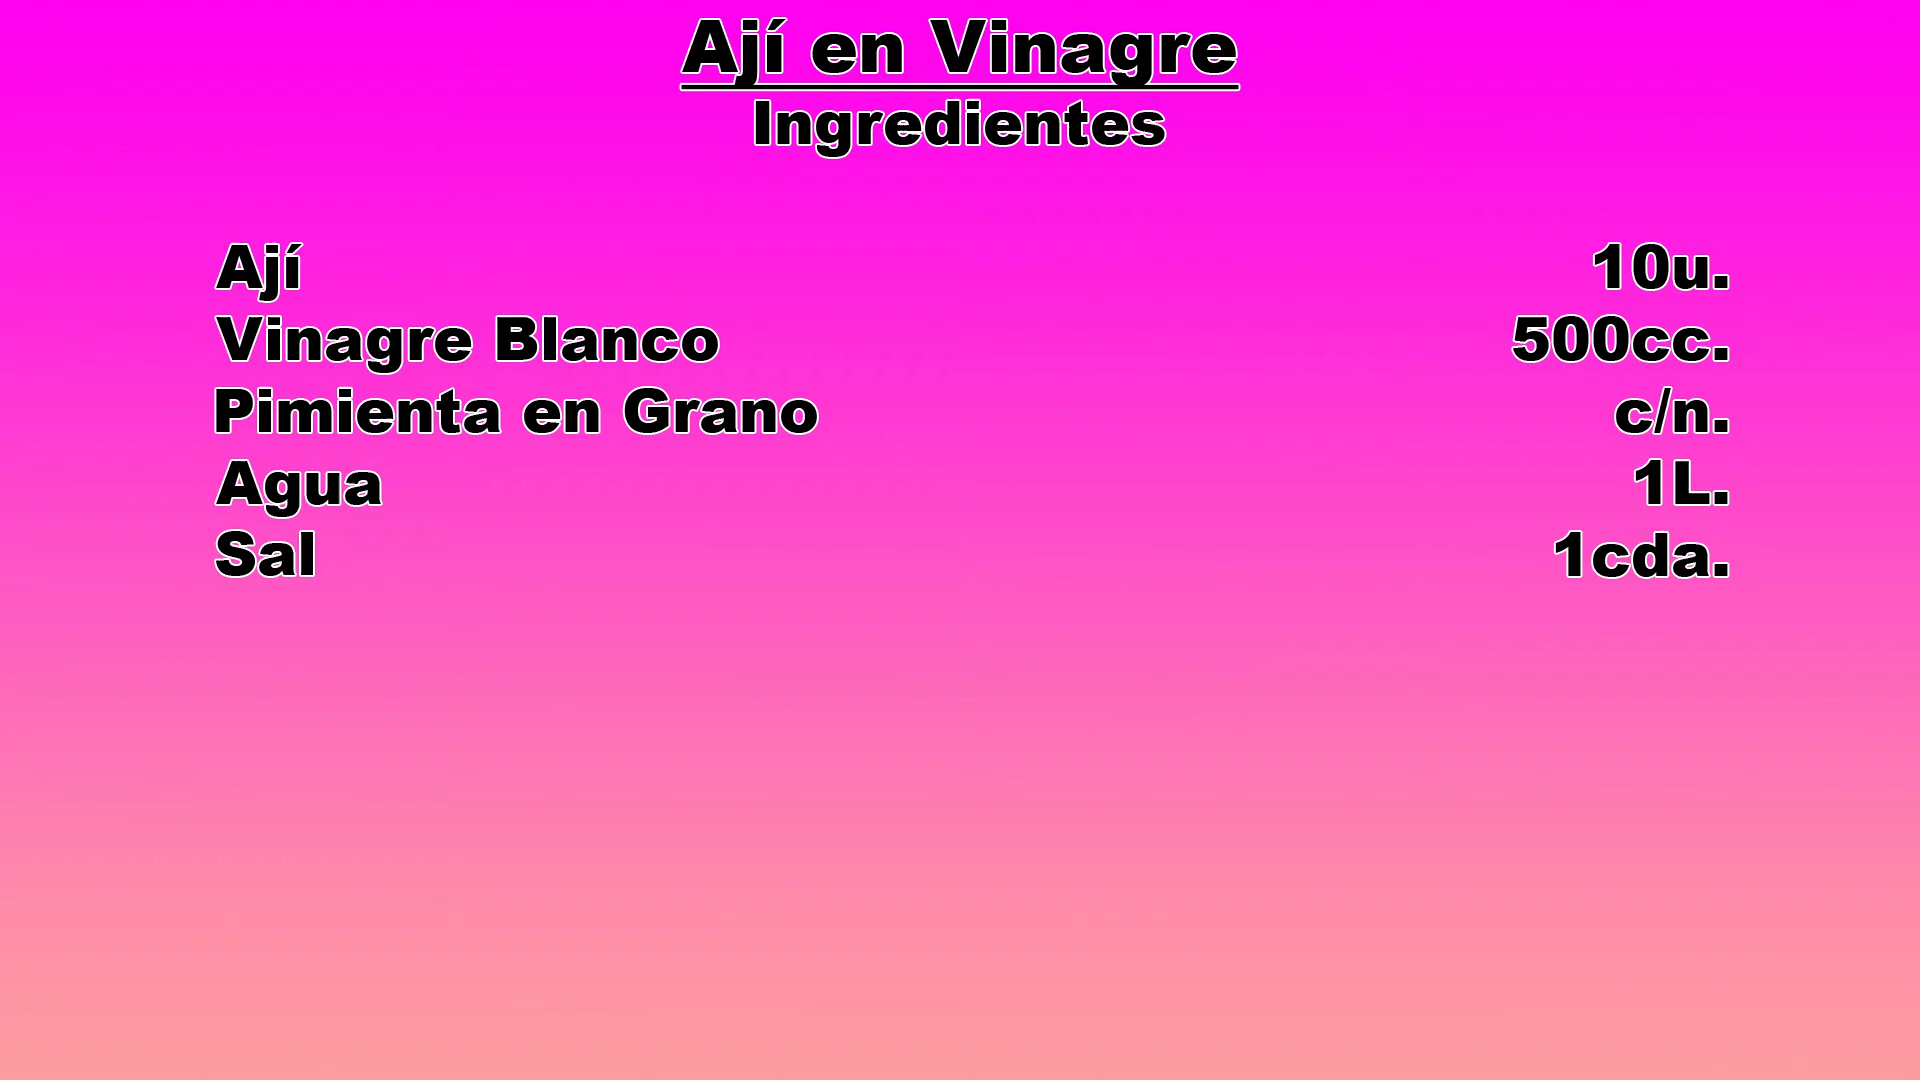 Ají en Vinagre
Ingredientes
Ají 10u.
Vinagre Blanco 500cc.
Pimienta en Grano c/n.
Agua 1L.
Sal 1cda.